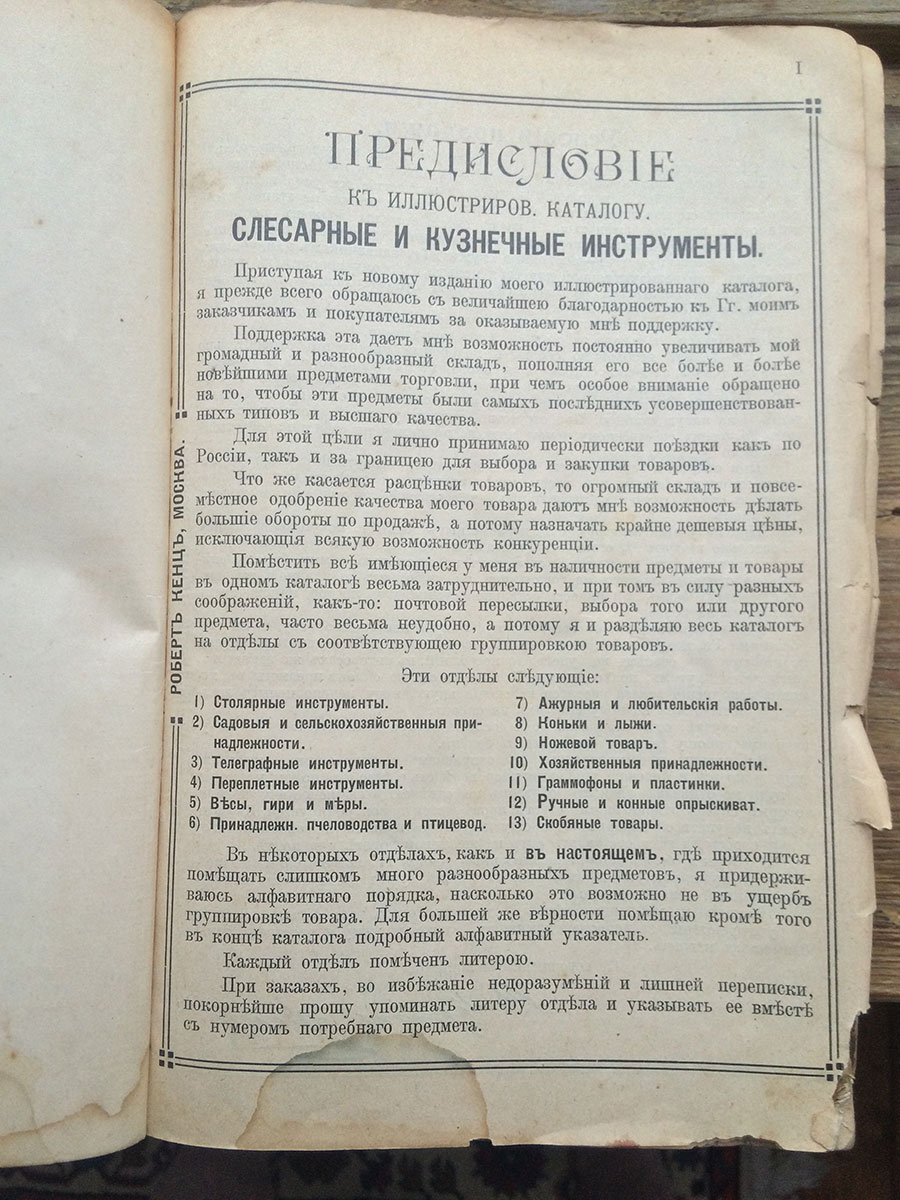 I
ПРЕДИСЛОВІЕ
КЪ ИЛЛЮСТРИРОВ. КАТАЛОГУ.
СЛЕСАРНЫЕ И КУЗНЕЧНЫЕ ИНСТРУМЕНТЫ.
Приступая къ новому изданію моего иллюстрированнаго каталога,
я прежде всего обращаюсь съ величайшею благодарностью къ Гг. моимъ
заказчикамъ и покупателямъ за оказываемую мнѣ поддержку.
Поддержка эта даетъ мнѣ возможность постоянно увеличивать мой
громадный и разнообразный складъ, пополняя его все болѣе и болѣе
новѣйшими предметами торговли, при чемъ особое вниманіе обращено
на то, чтобы эти предметы были самыхъ послѣднихъ усовершенствован-
ныхъ типовъ и высшаго качества.
Для этой цѣли я лично принимаю періодически поѣздки какъ по
Россіи, такъ и за границею для выбора и закупки товаровъ.
Что же касается расцѣнки товаровъ, то огромный складъ и повсе-
мѣстное одобреніе качества моего товара даютъ мнѣ возможность дѣлать
большіе обороты по продажѣ, а потому назначать крайне дешевыя цѣны,
исключающія всякую возможность конкуренціи.
Помѣстить всѣ имѣющіеся у меня въ наличности предметы и товары
въ одномъ каталогѣ весьма затруднительно, и при томъ въ силу разныхъ
соображеній, какъ-то: почтовой пересылки, выбора того или другого
предмета, часто весьма неудобно, а потому я и раздѣляю весь каталогъ
на отдѣлы съ соотвѣтствующею группировкою товаровъ.
Эти отдѣлы слѣдующіе:
1) Столярные инструменты.
2) Садовыя и сельскохозяйственныя при-
надлежности.
3) Телеграфные инструменты.
4) Переплетные инструменты.
5) Вѣсы, гири и мѣры.
6) Принадлежн. пчеловодства и птицевод.
7) Ажурныя и любительскія работы.
8) Коньки и лыжи.
9) Ножевой товаръ.
10) Хозяйственныя принадлежности.
11) Граммофоны и пластинки.
12) Ручные и конные опрыскиват.
13) Скобяные товары.
Въ нѣкоторыхъ отдѣлахъ, какъ и въ настоящемъ, гдѣ приходится
помѣщать слишкомъ много разнообразныхъ предметовъ, я придержи-
ваюсь алфавитнаго порядка, насколько это возможно не въ ущербъ
группировкѣ товара. Для большей же вѣрности помѣщаю кромѣ того
въ концѣ каталога подробный алфавитный указатель.
Каждый отдѣлъ помѣченъ литерою.
При заказахъ, во избѣжаніе недоразумѣній и лишней переписки,
покорнѣйше прошу упоминать литеру отдѣла и указывать ее вмѣстѣ
съ нумеромъ потребнаго предмета.
РОБЕРТЪ КЕНЦЪ, МОСКВА.